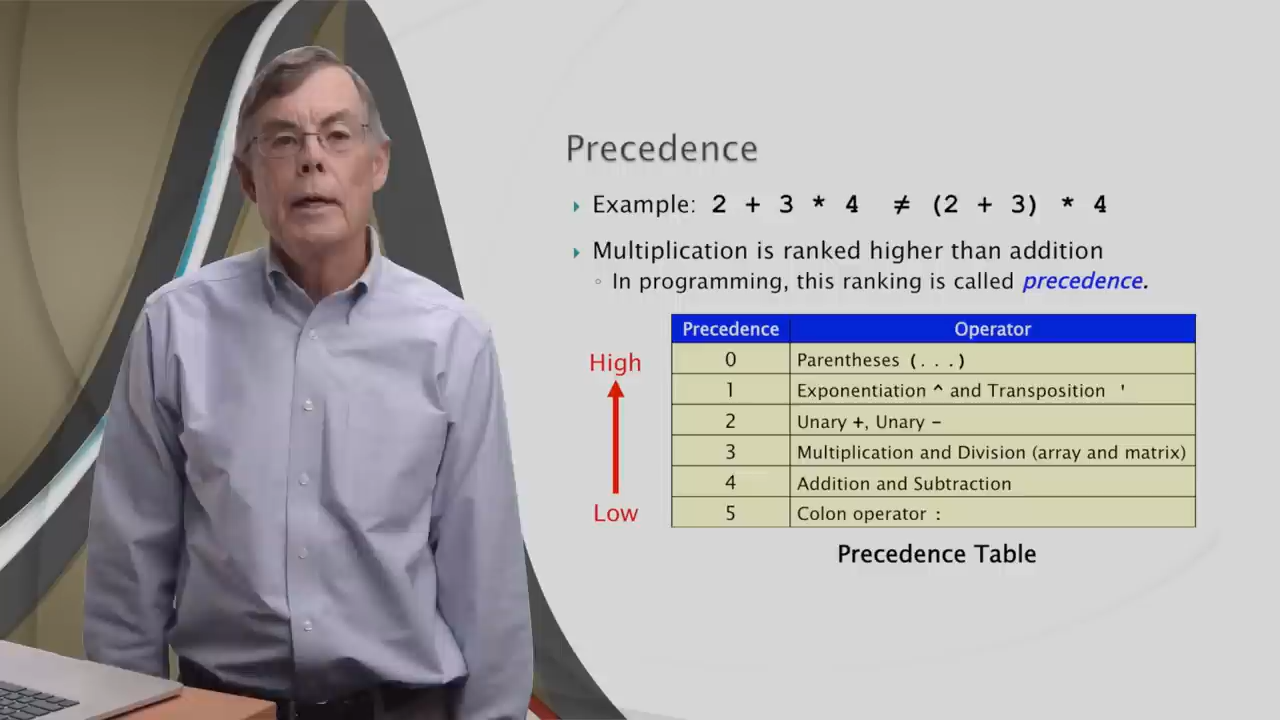 Precedence
Example: 2 + 3 * 4 ≠ (2 + 3) * 4
Multiplication is ranked higher than addition
In programming, this ranking is called precedence.
Precedence Operator
High
0 Parentheses (...)
1 Exponentiation ^ and Transposition '
2 Unary +, Unary -
3 Multiplication and Division (array and matrix)
4 Addition and Subtraction
Low
5 Colon operator :
Precedence Table